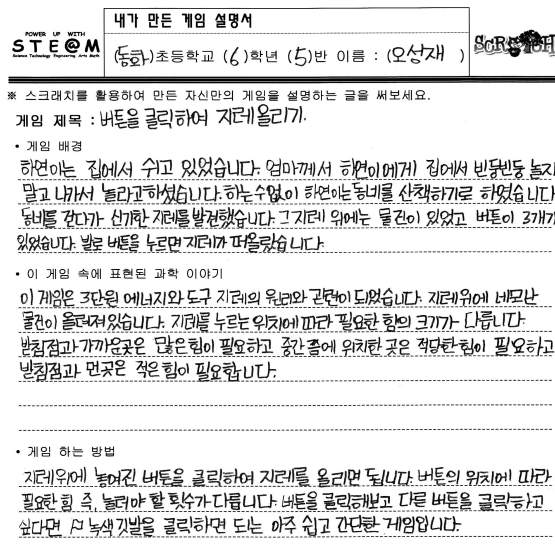 POWER UP WITH
STE@M
Science Technology Engineering Arts Math
내가 만든 게임 설명서
(동화)초등학교 (6)학년 (5)반 이름 : (오성재 )
SCRATCH
※ 스크래치를 활용하여 만든 자신만의 게임을 설명하는 글을 써보세요.
게임 제목 : 버튼을 클릭하여 지레올리기.
• 게임 배경
하연이는 집에서 쉬고 있었습니다. 엄마께서 하연이에게 집에서 빈둥빈둥 놀지
말고 나가서 놀라고하셨습니다. 하는수없이 하연이는동네를 산책하기로 하였습니다
동네를 걷다가 신기한 지레를발견했습니다. 그지레 위에는 물건이 있었고 버튼이 3개가
있었습니다. 발로 버튼을 누르면지레가 떠올랐습니다.
• 이 게임 속에 표현된 과학 이야기
이 게임은 3단원 에너지와 도구 지레의 원리와 관련이 되었습니다. 지레위에 네모난
물건이 올려져있습니다. 지레를 누르는위치에 따라 필요한 힘의 크기가 다릅니다.
받침점과 가까운곳은 많은힘이 필요하고 중간 쯤에 위치한 곳은 적당한힘이 필요하고
받침점과 먼곳은 적은힘이 필요합니다.
• 게임 하는 방법
지레위에 놓여진 버튼을 클릭하여 지레를 올리면 됩니다. 버튼의 위치에 따라
필요한 힘 즉, 눌러야 할 횟수가 다릅니다. 버튼을 클릭해보고 다른 버튼을 클릭하고
싶다면 녹색깃발을 클릭하면 되는 아주 쉽고 간단한 게임입니다.